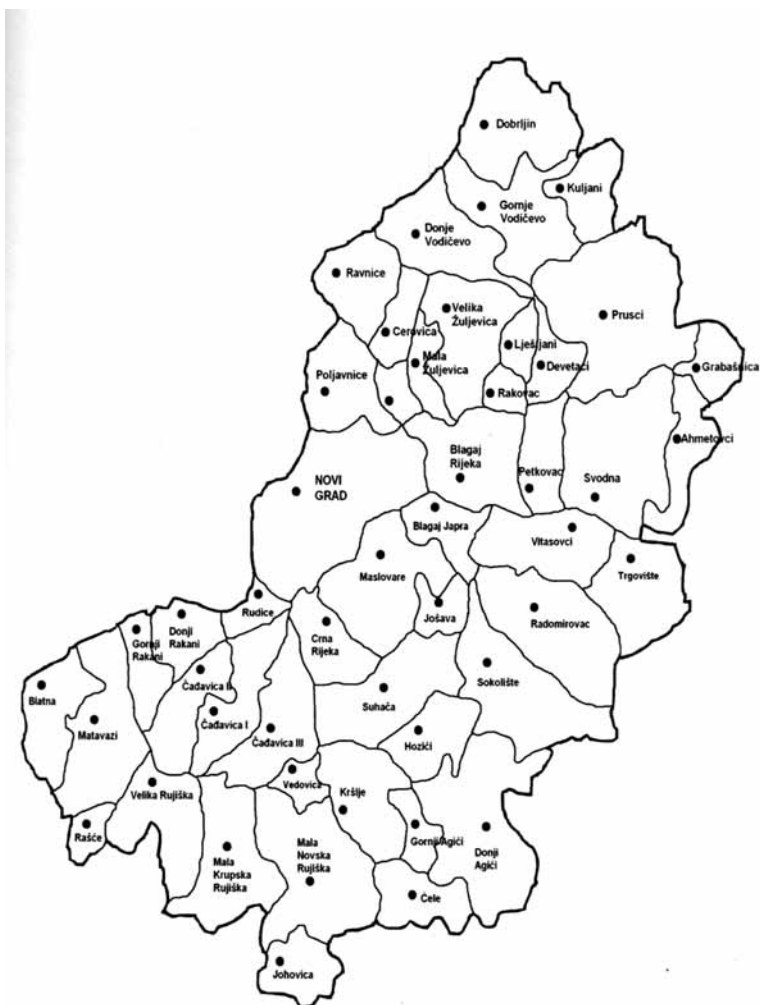 Dobrljin
Kuljani
Gornje
Vodičevo
Donje
Vodičevo
Ravnice
Velika
Žuljevica
Prusci
Cerovica
Lješljani
Mala
Žuljevica
Devetaci
Grabašnica
Poljavnice
Rakovac
Ahmetovci
Blagaj
Rijeka
Petkovac
Svodna
NOVI
GRAD
Blagaj Japra
Vitasovci
Maslovare
Trgovište
Rudice
Jošava
Radomirovac
Donji
Rakani
Gornji
Rakani
Crna
Rijeka
Čađavica II
Sokolište
Blatna
Suhača
Čađavica I
Matavazi
Čađavica III
Hozići
Vedovica
Velika Rujiška
Kršlje
Rašće
Gornji Agići
Donji
Agići
Mala
Novska
Rujiška
Mala
Krupska
Rujiška
Ćele
Johovica